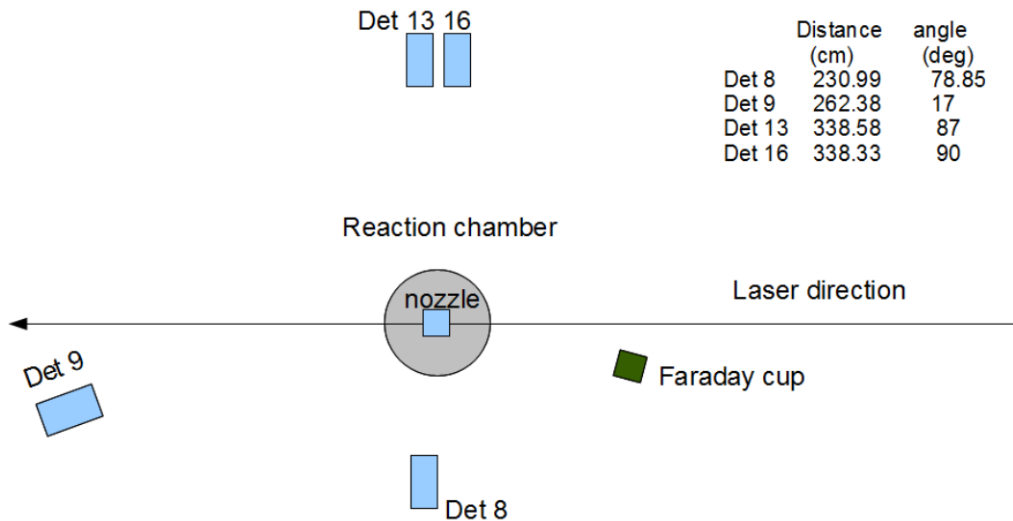 Det 13 16
Distance angle
(cm) (deg)
Det 8 230.99 78.85
Det 9 262.38 17
Det 13 338.58 87
Det 16 338.33 90
Reaction chamber
nozzle
Laser direction
Det 9
Faraday cup
Det 8